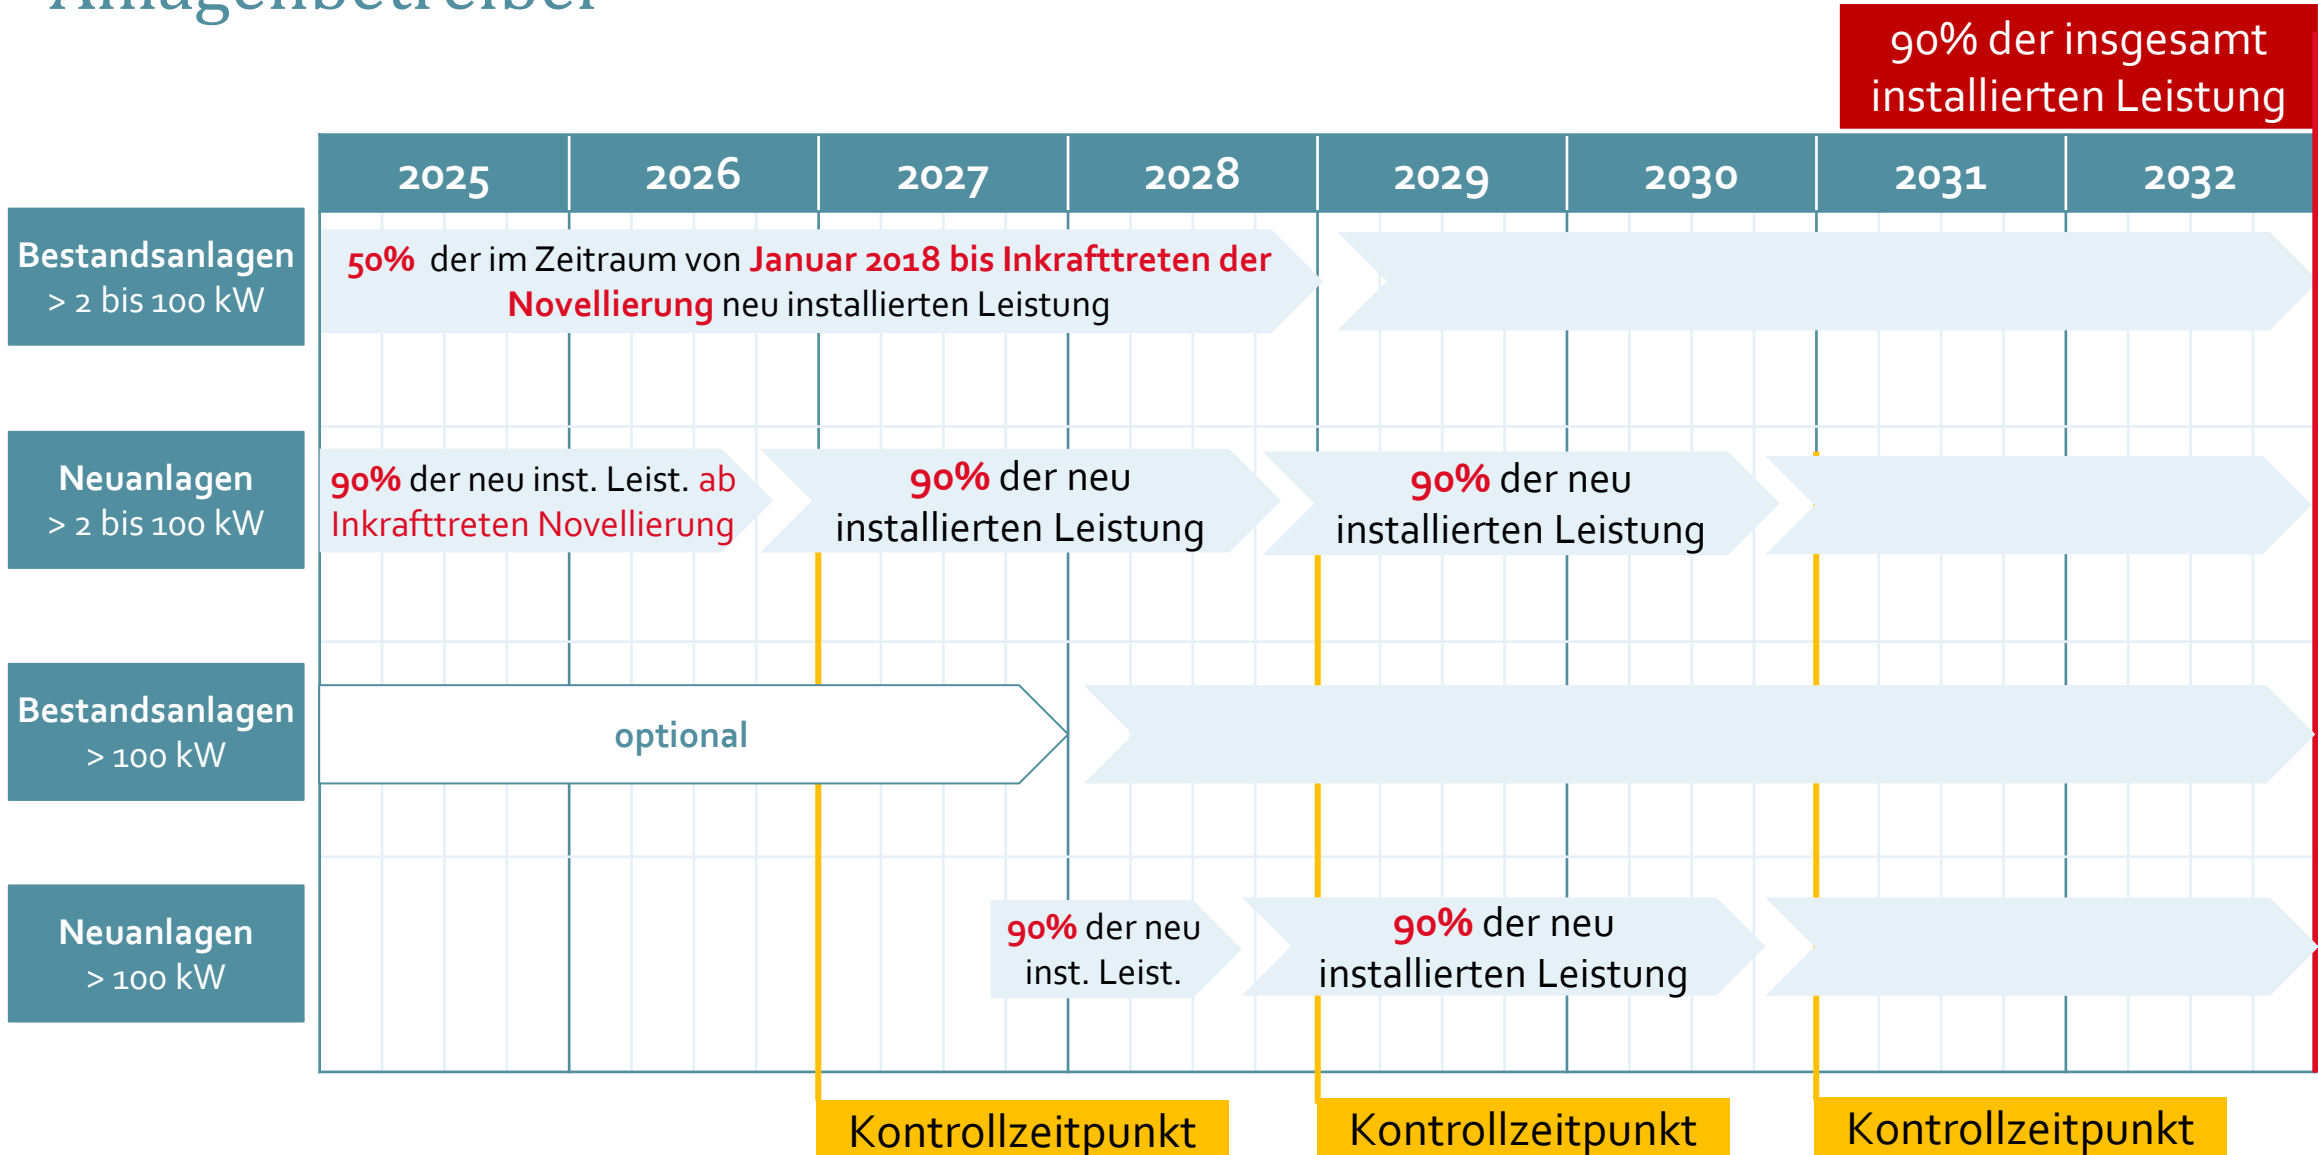 Anlagenbetreiber
90% der insgesamt
installierten Leistung
2025 2026 2027 2028 2029 2030 2031 2032
Bestandsanlagen
> 2 bis 100 kW
50% der im Zeitraum von Januar 2018 bis Inkrafttreten der
Novellierung neu installierten Leistung
Neuanlagen
> 2 bis 100 kW
90% der neu inst. Leist. ab
Inkrafttreten Novellierung
90% der neu
installierten Leistung
90% der neu
installierten Leistung
Bestandsanlagen
> 100 kW
optional
Neuanlagen
> 100 kW
90% der neu
inst. Leist.
90% der neu
installierten Leistung
Kontrollzeitpunkt
Kontrollzeitpunkt
Kontrollzeitpunkt